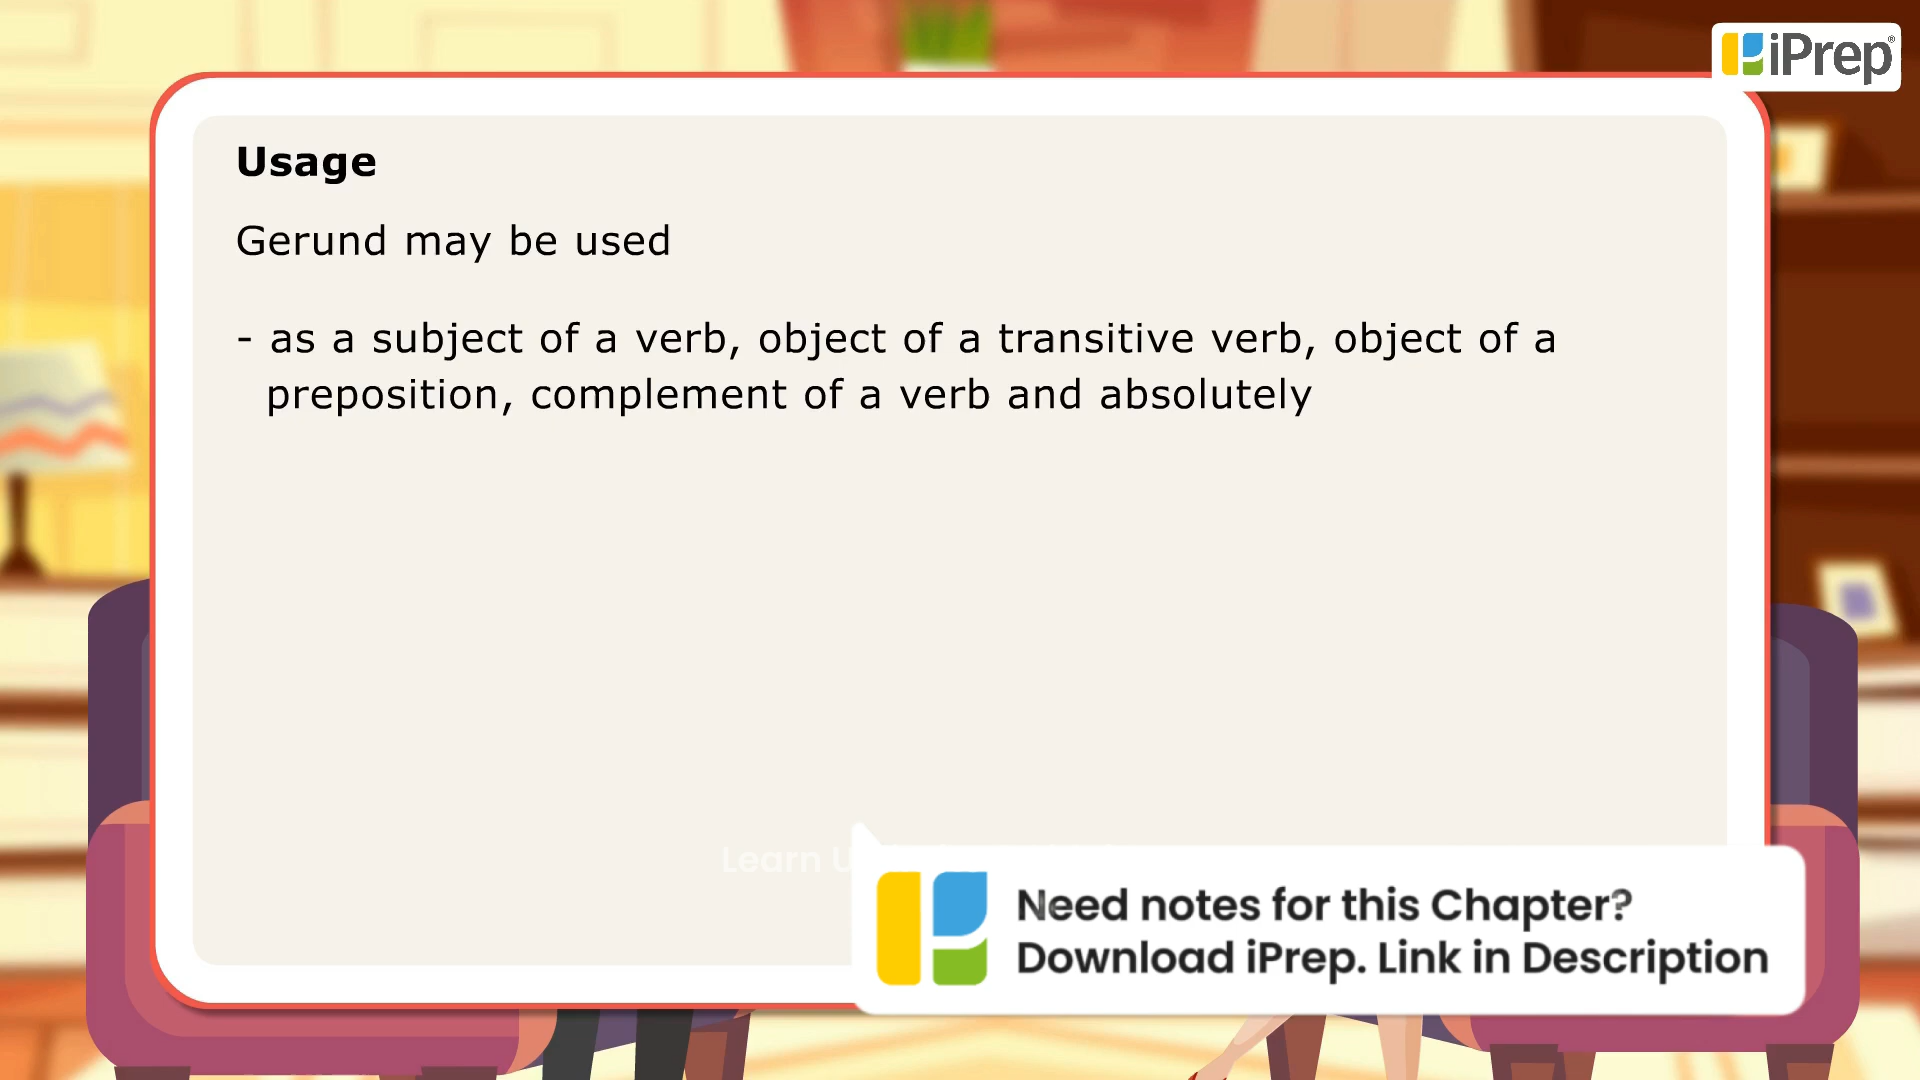 iPrep®
Usage
Gerund may be used
- as a subject of a verb, object of a transitive verb, object of a
preposition, complement of a verb and absolutely
Learn
Need notes for this Chapter?
Download iPrep. Link in Description